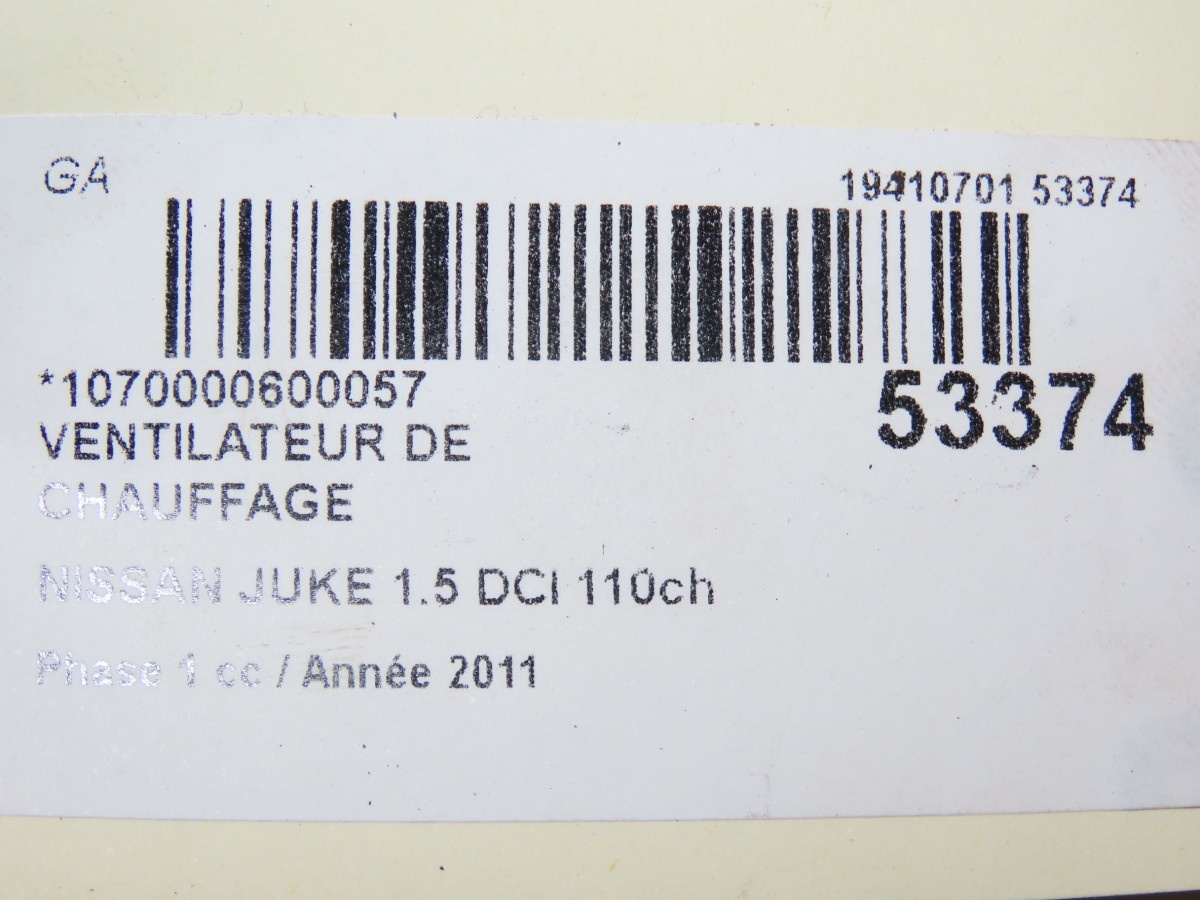 GA
19410701 53374
*1070000600057
53374
VENTILATEUR DE
CHAUFFAGE
NISSAN JUKE 1.5 DCI 110ch
Phase 1 cc / Année 2011